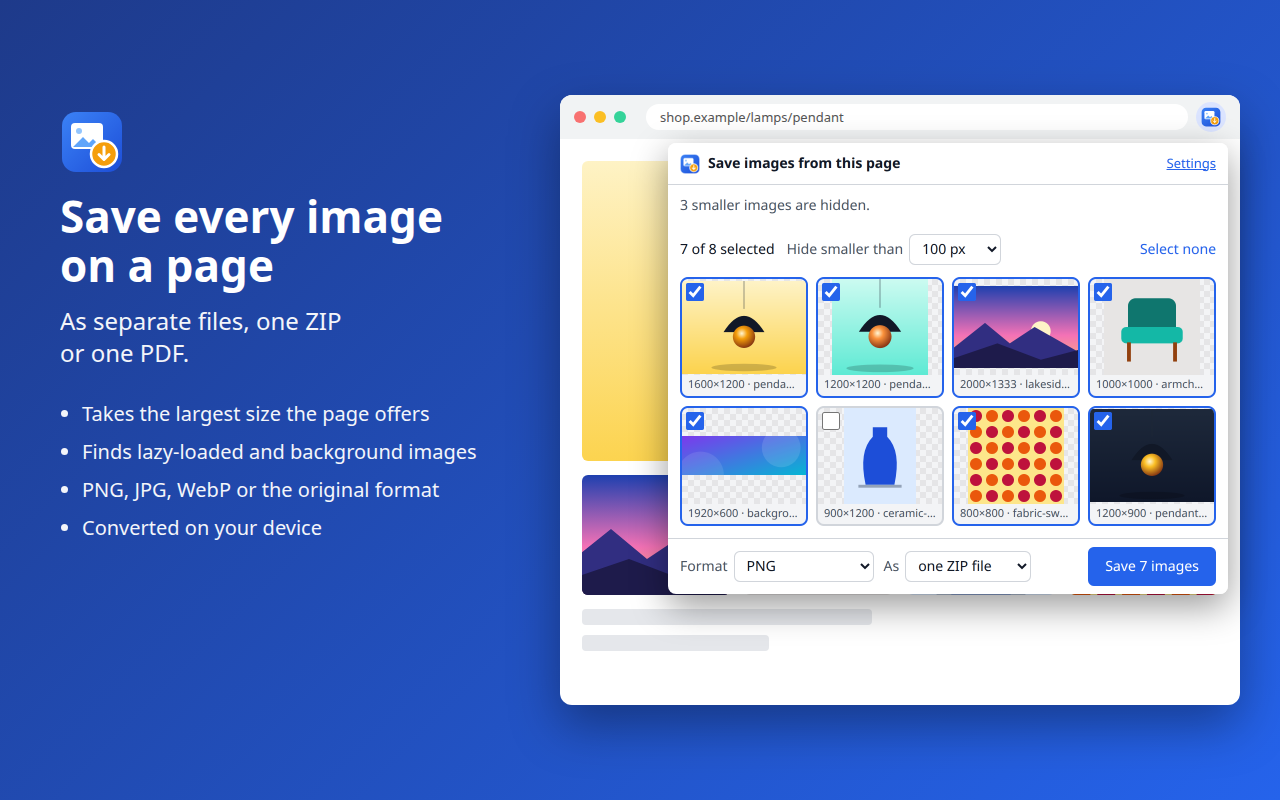 Save every image
on a page
As separate files, one ZIP
or one PDF.
• Takes the largest size the page offers
• Finds lazy-loaded and background images
• PNG, JPG, WebP or the original format
• Converted on your device
shop.example/lamps/pendant
Save images from this page Settings
3 smaller images are hidden.
7 of 8 selected Hide smaller than 100 px Select none
1600×1200 · penda... 1200×1200 · penda... 2000×1333 · lakesid... 1000×1000 · armch...
1920×600 · backgro... 900×1200 · ceramic-... 800×800 · fabric-sw... 1200×900 · pendant...
Format PNG As one ZIP file Save 7 images